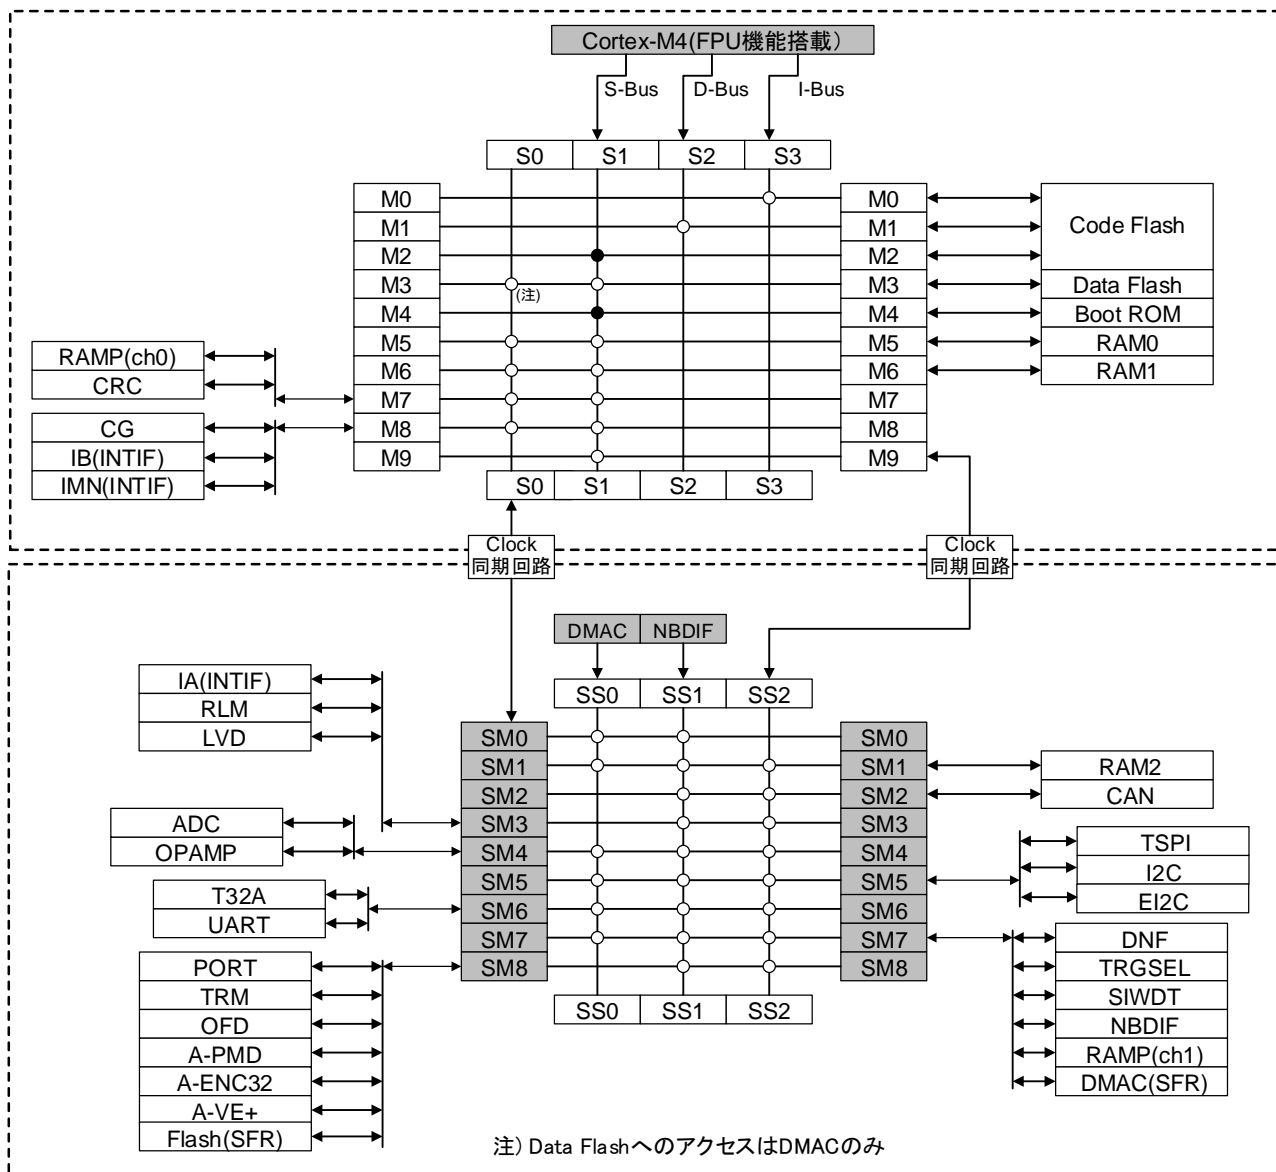 Cortex-M4(FPU機能搭載)
S-Bus D-Bus I-Bus
S0 S1 S2 S3
M0 M0
M1 M1 Code Flash
M2 M2
M3 (注) M3 Data Flash
M4 M4 Boot ROM
RAMP(ch0) M5 M5 RAM0
CRC M6 M6 RAM1
M7 M7
CG M8 M8
IB(INTIF) M9 M9
IMN(INTIF) S0 S1 S2 S3
Clock Clock
同期回路 同期回路
DMAC NBDIF
IA(INTIF) SS0 SS1 SS2
RLM
LVD SM0 SM0
SM1 SM1 RAM2
SM2 SM2 CAN
ADC SM3 SM3
OPAMP SM4 SM4 TSPI
T32A SM5 SM5 I2C
UART SM6 SM6 EI2C
SM7 SM7 DNF
PORT SM8 SM8 TRGSEL
TRM SS0 SS1 SS2 SIWDT
OFD NBDIF
A-PMD RAMP(ch1)
A-ENC32 DMAC(SFR)
A-VE+
Flash(SFR)
注) Data FlashへのアクセスはDMACのみ